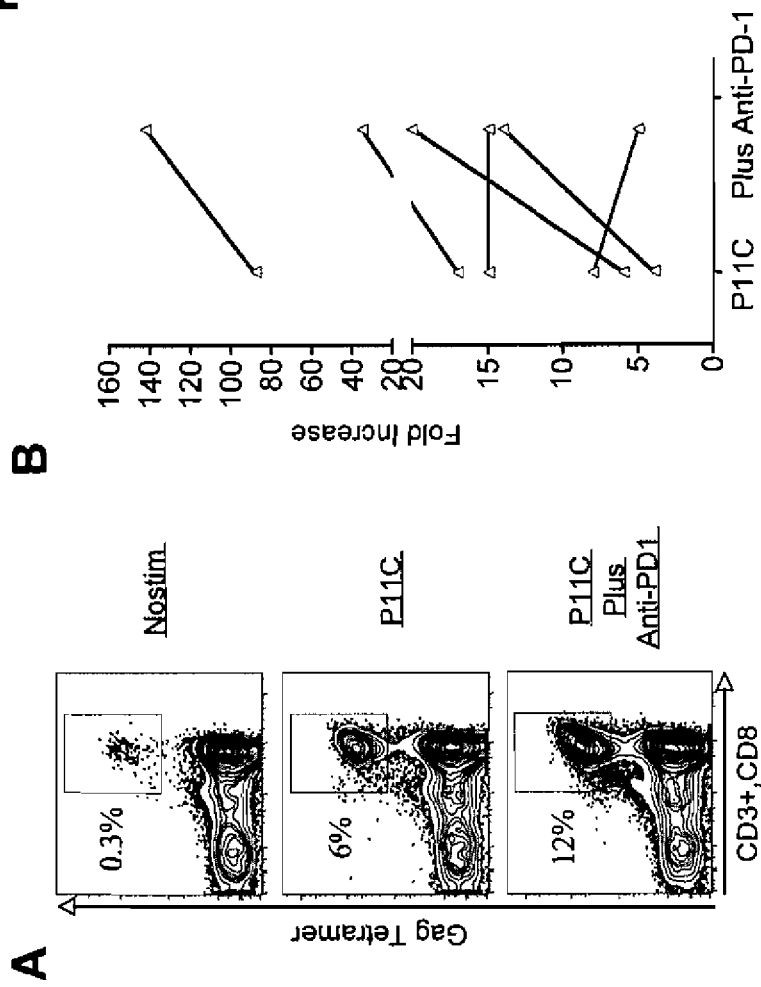 A
Gag Tetramer
0.3%
Nostim
6%
P11C
12%
P11C
Plus
Anti-PD1
CD3+,CD8
B
Fold Increase
160
140
120
100
80
60
40
20
20
15
10
5
0
P11C
Plus Anti-PD-1